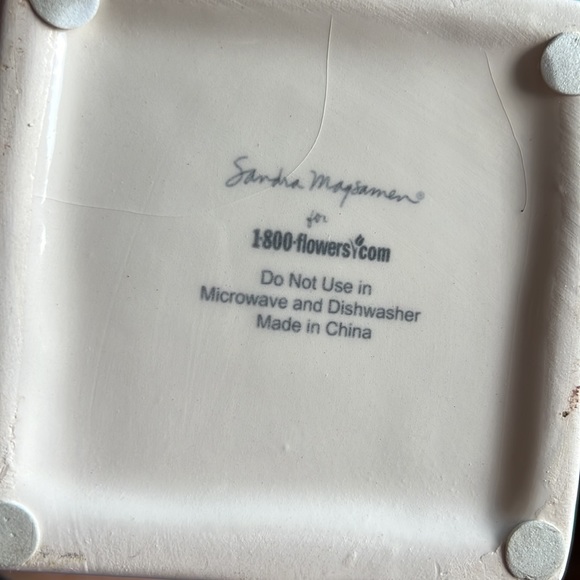 Sandra Magsamen®
for
1-800-flowers.com
Do Not Use in
Microwave and Dishwasher
Made in China